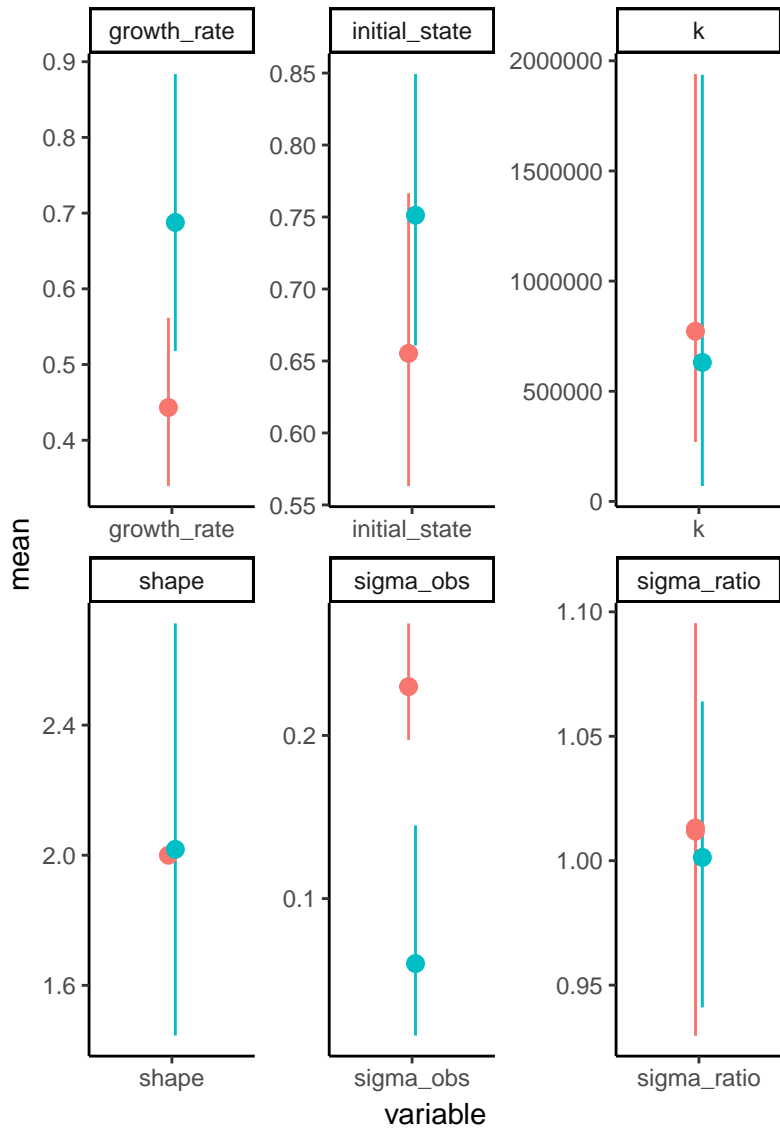 growth_rate
initial_state
k
0.9
0.8
0.7
0.6
0.5
0.4
0.85
0.80
0.75
0.70
0.65
0.60
0.55
2000000
1500000
1000000
500000
0
growth_rate
initial_state
k
mean
shape
sigma_obs
sigma_ratio
2.4
2.0
1.6
0.2
0.1
1.10
1.05
1.00
0.95
shape
sigma_obs
sigma_ratio
variable